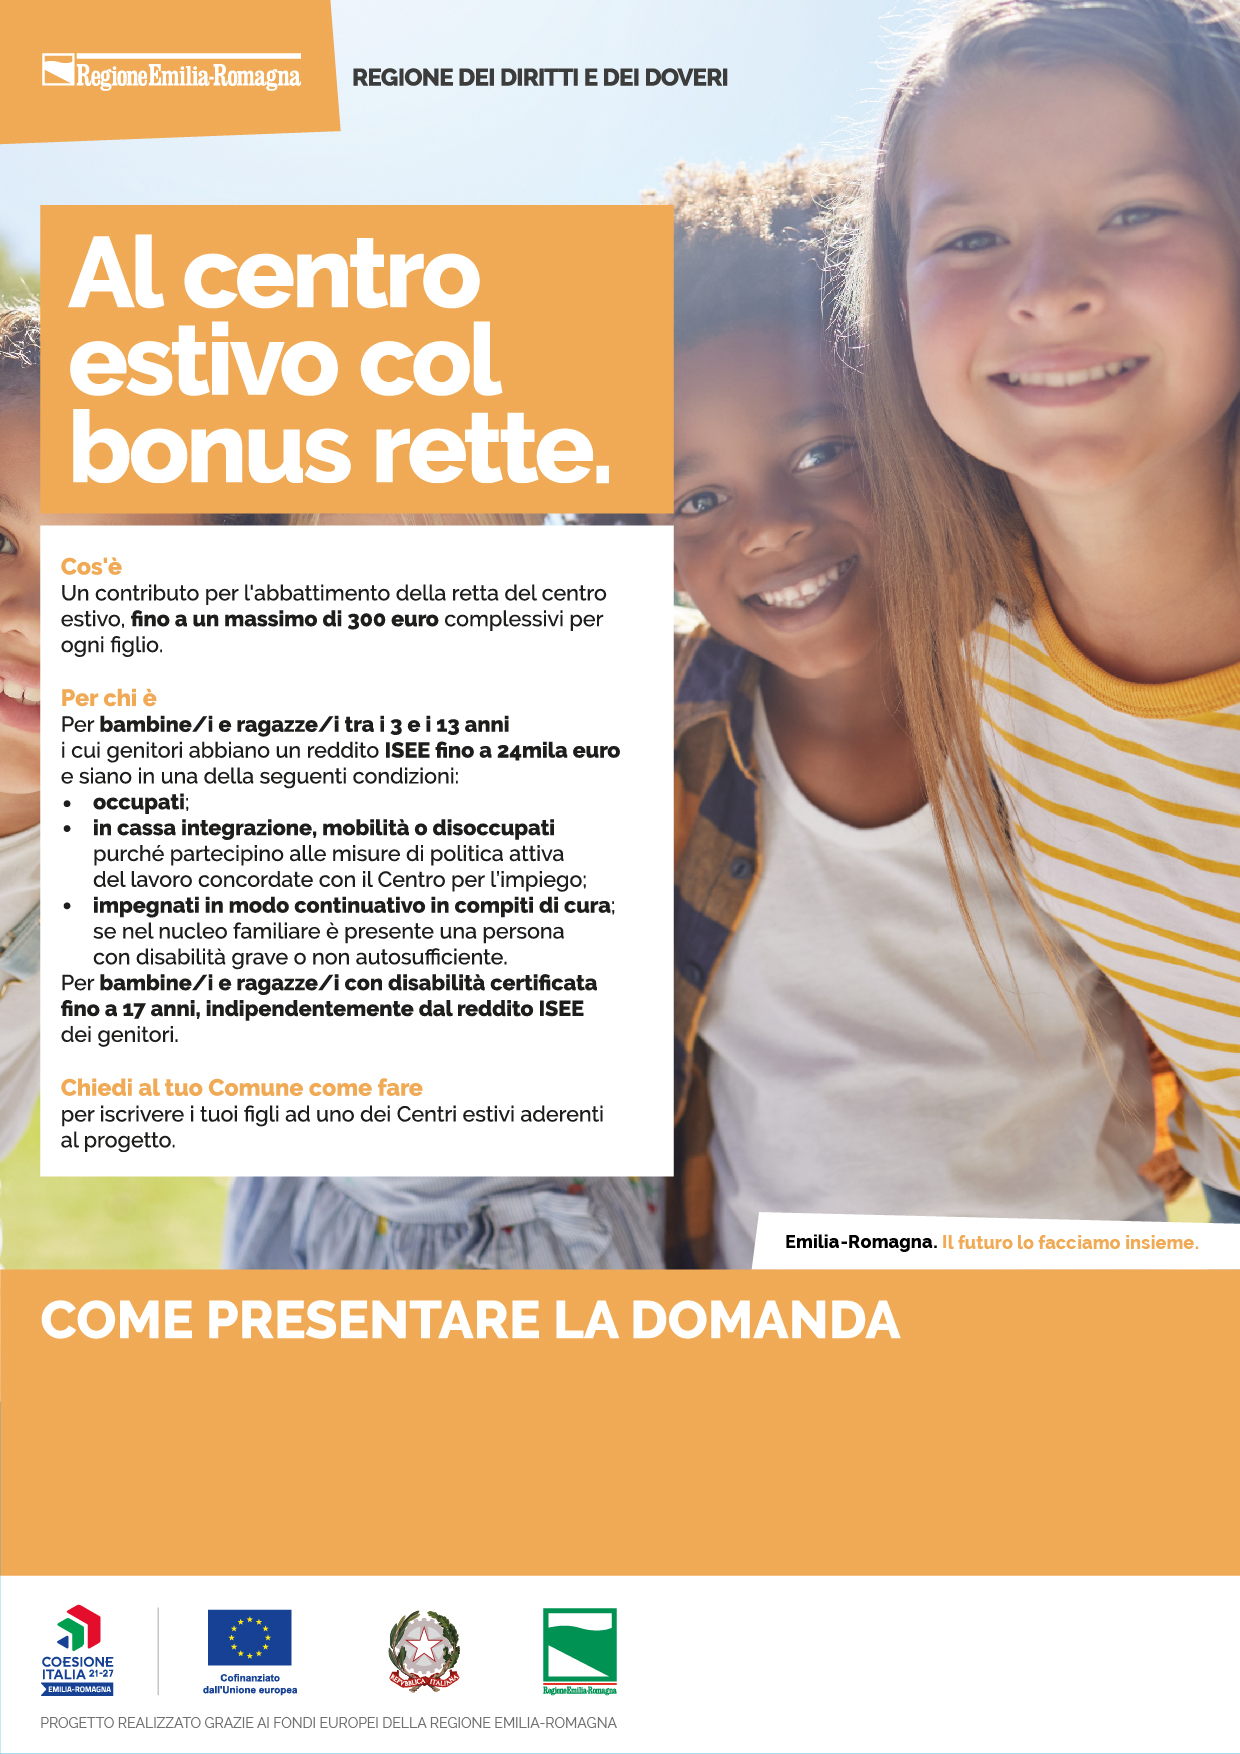 RegioneEmilia-Romagna
REGIONE DEI DIRITTI E DEI DOVERI
Al centro
estivo col
bonus rette.
Cos'è
Un contributo per l'abbattimento della retta del centro
estivo, fino a un massimo di 300 euro complessivi per
ogni figlio.
Per chi è
Per bambine/i e ragazze/i tra i 3 e i 13 anni
i cui genitori abbiano un reddito ISEE fino a 24mila euro
e siano in una della seguenti condizioni:
• occupati;
• in cassa integrazione, mobilità o disoccupati
purché partecipino alle misure di politica attiva
del lavoro concordate con il Centro per l'impiego;
• impegnati in modo continuativo in compiti di cura;
se nel nucleo familiare è presente una persona
con disabilità grave o non autosufficiente.
Per bambine/i e ragazze/i con disabilità certificata
fino a 17 anni, indipendentemente dal reddito ISEE
dei genitori.
Chiedi al tuo Comune come fare
per iscrivere i tuoi figli ad uno dei Centri estivi aderenti
al progetto.
Emilia-Romagna. Il futuro lo facciamo insieme.
COME PRESENTARE LA DOMANDA
COESIONE
ITALIA 21-27
EMILIA-ROMAGNA
Cofinanziato
dall'Unione europea
REPVBBLICA ITALIANA
RegioneEmilia-Romagna
PROGETTO REALIZZATO GRAZIE AI FONDI EUROPEI DELLA REGIONE EMILIA-ROMAGNA